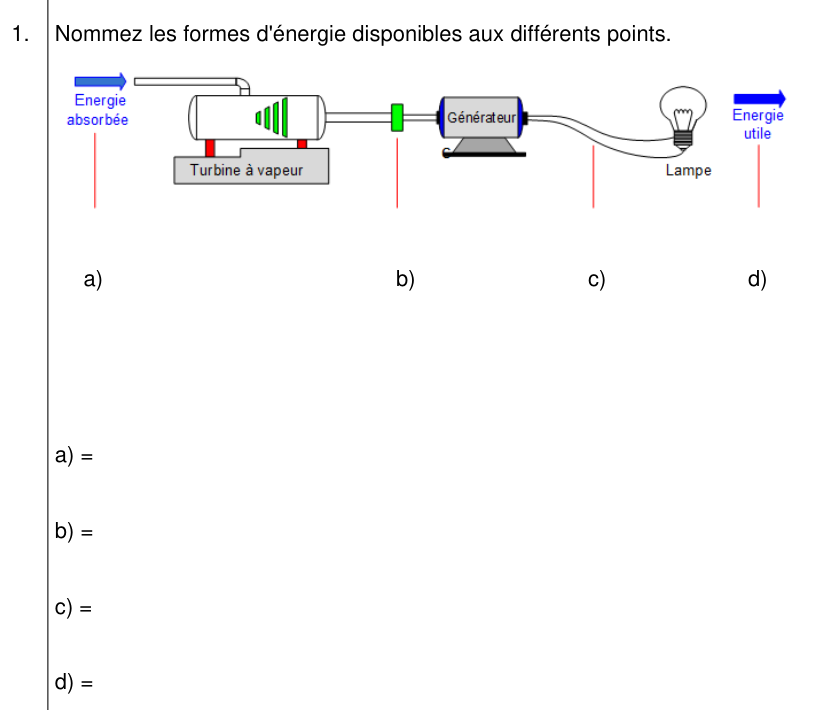 1. Nommez les formes d'énergie disponibles aux différents points.
Energie
absorbée
Turbine à vapeur
Générateur
Lampe
Energie
utile
a) b) c) d)
a) =
b) =
c) =
d) =